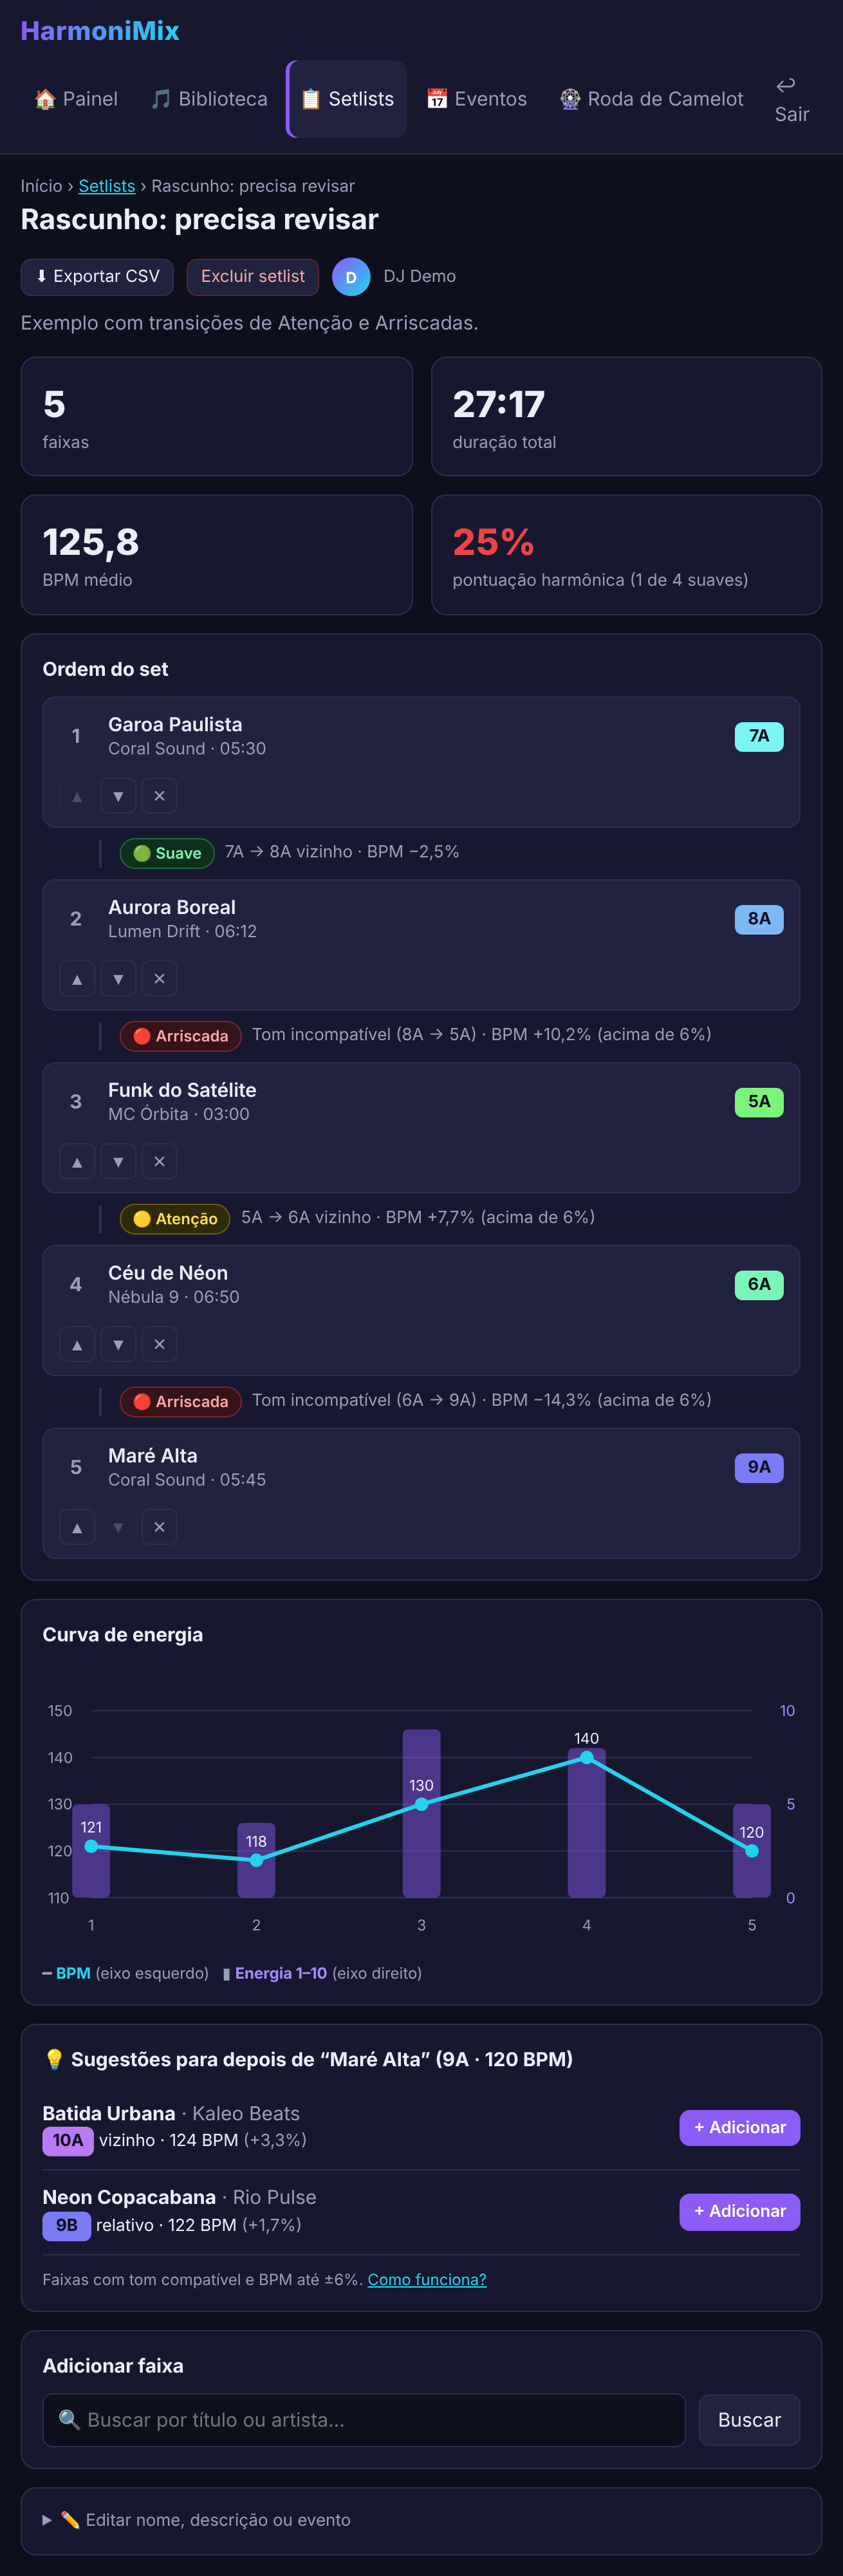 HarmoniMix
🏠 Painel
🎵 Biblioteca
📋 Setlists
📅 Eventos
🎡 Roda de Camelot
↩ Sair
Início › Setlists › Rascunho: precisa revisar
Rascunho: precisa revisar
⬇ Exportar CSV
Excluir setlist
D
DJ Demo
Exemplo com transições de Atenção e Arriscadas.
5
faixas
27:17
duração total
125,8
BPM médio
25%
pontuação harmônica (1 de 4 suaves)
Ordem do set
1 Garoa Paulista 7A
Coral Sound · 05:30
▲ ▼ ✕
🟢 Suave 7A → 8A vizinho · BPM −2,5%
2 Aurora Boreal 8A
Lumen Drift · 06:12
▲ ▼ ✕
🔴 Arriscada Tom incompatível (8A → 5A) · BPM +10,2% (acima de 6%)
3 Funk do Satélite 5A
MC Órbita · 03:00
▲ ▼ ✕
🟡 Atenção 5A → 6A vizinho · BPM +7,7% (acima de 6%)
4 Céu de Néon 6A
Nébula 9 · 06:50
▲ ▼ ✕
🔴 Arriscada Tom incompatível (6A → 9A) · BPM −14,3% (acima de 6%)
5 Maré Alta 9A
Coral Sound · 05:45
▲ ▼ ✕
Curva de energia
150 10
140 140
130 130 5
121 118 120
120
110 0
1 2 3 4 5
━ BPM (eixo esquerdo) ▮ Energia 1–10 (eixo direito)
💡 Sugestões para depois de “Maré Alta” (9A · 120 BPM)
Batida Urbana · Kaleo Beats
10A vizinho · 124 BPM (+3,3%)
+ Adicionar
Neon Copacabana · Rio Pulse
9B relativo · 122 BPM (+1,7%)
+ Adicionar
Faixas com tom compatível e BPM até ±6%. Como funciona?
Adicionar faixa
🔍 Buscar por título ou artista...
Buscar
▶ ✏️ Editar nome, descrição ou evento